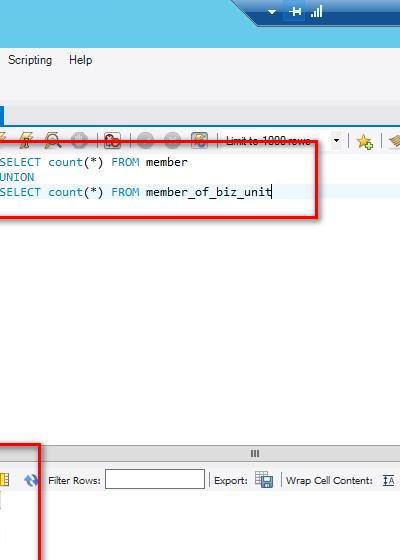 Scripting Help
Limit to 1000 rows
SELECT count(*) FROM member
UNION
SELECT count(*) FROM member_of_biz_unit
Filter Rows: Export: Wrap Cell Content: